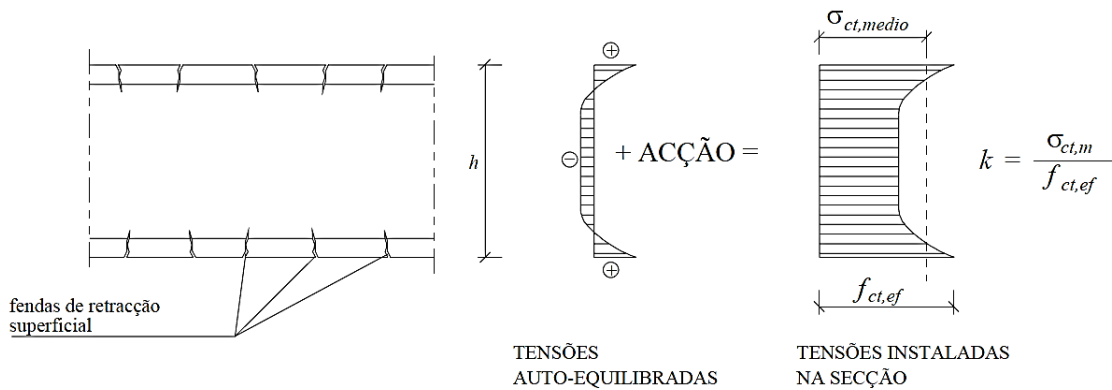 σct,medio
h
+ ACÇÃO =
k = σct,m / fct,ef
fct,ef
fendas de retracção
superficial
TENSÕES
AUTO-EQUILIBRADAS
TENSÕES INSTALADAS
NA SECÇÃO